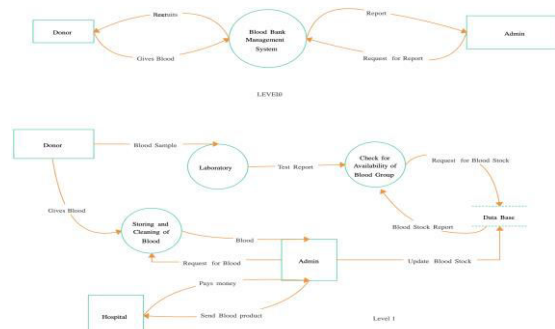 Donor
Gives Blood
Blood Bank
Management
System
Report
Request for Report
Admin
LEVEL0
Donor
Blood Sample
Laboratory
Test Report
Check for
Availability of
Blood Group
Request for Blood Stock
Blood Stock Report
Data Base
Gives Blood
Storing and
Cleaning of
Blood
Blood
Request for Blood
Admin
Update Blood Stock
Pays money
Send Blood product
Hospital
Level 1